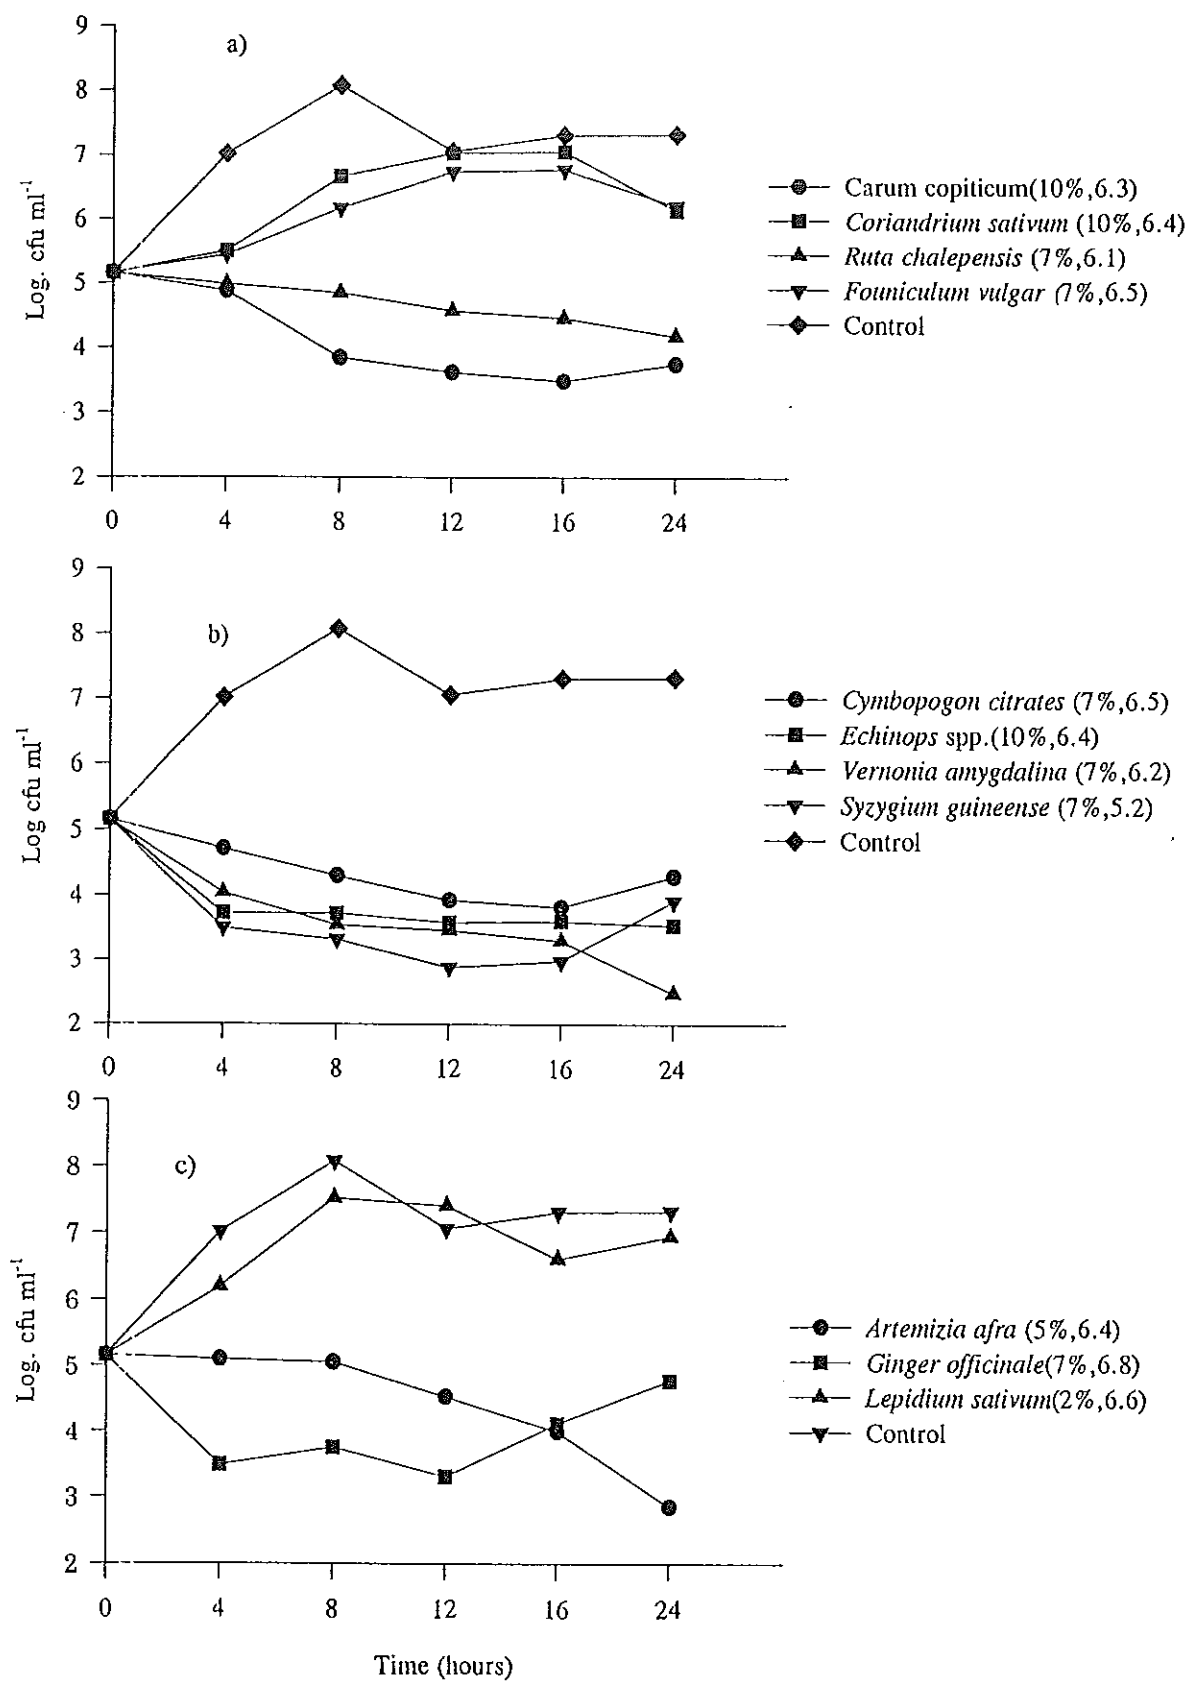 9
a)
8
7
6
5
4
3
2
Log. cfu ml-1
0 4 8 12 16 24
Carum copiticum(10%,6.3)
Coriandrium sativum (10%,6.4)
Ruta chalepensis (7%,6.1)
Founiculum vulgar (7%,6.5)
Control
9
b)
8
7
6
5
4
3
2
Log cfu ml-1
0 4 8 12 16 24
Cymbopogon citrates (7%,6.5)
Echinops spp.(10%,6.4)
Vernonia amygdalina (7%,6.2)
Syzygium guineense (7%,5.2)
Control
9
c)
8
7
6
5
4
3
2
Log. cfu ml-1
0 4 8 12 16 24
Artemizia afra (5%,6.4)
Ginger officinale(7%,6.8)
Lepidium sativum(2%,6.6)
Control
Time (hours)